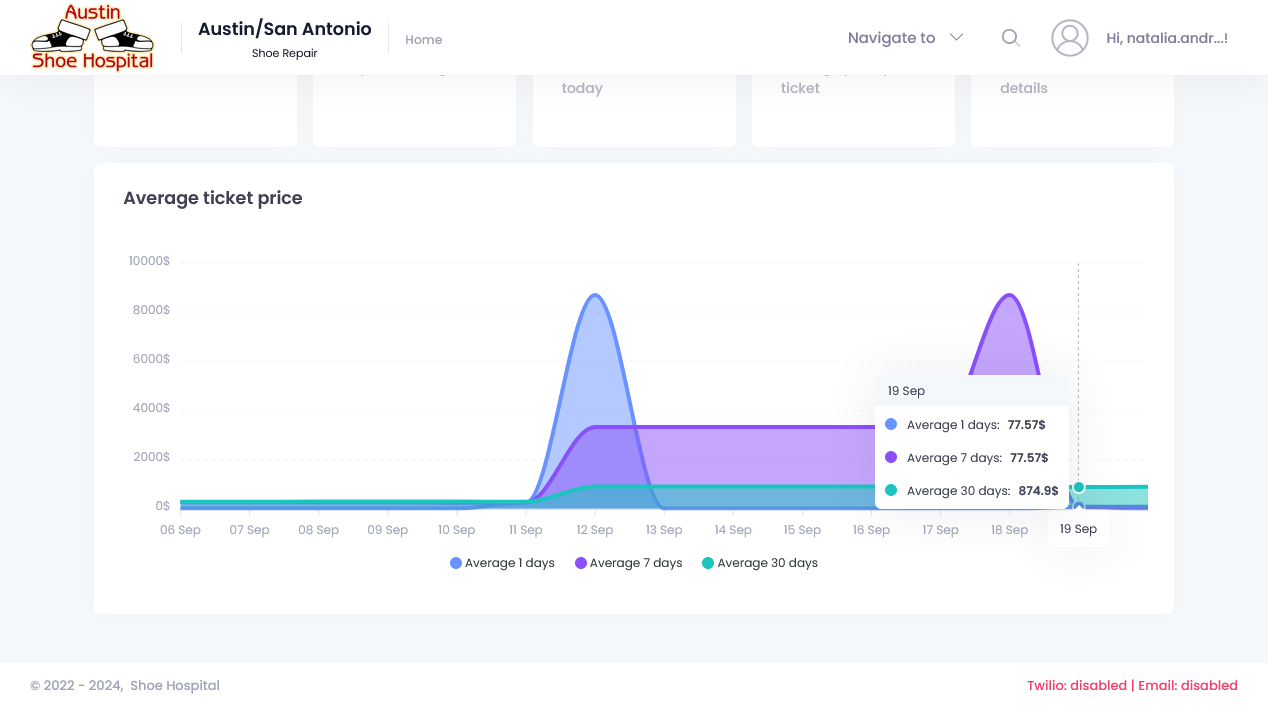 Austin
Shoe Hospital
Austin/San Antonio
Shoe Repair
Home
Navigate to
Hi, natalia.andr...!
today
ticket
details
Average ticket price
10000$
8000$
6000$
4000$
2000$
0$
06 Sep 07 Sep 08 Sep 09 Sep 10 Sep 11 Sep 12 Sep 13 Sep 14 Sep 15 Sep 16 Sep 17 Sep 18 Sep 19 Sep
19 Sep
Average 1 days: 77.57$
Average 7 days: 77.57$
Average 30 days: 874.9$
Average 1 days Average 7 days Average 30 days
© 2022 - 2024, Shoe Hospital
Twilio: disabled | Email: disabled